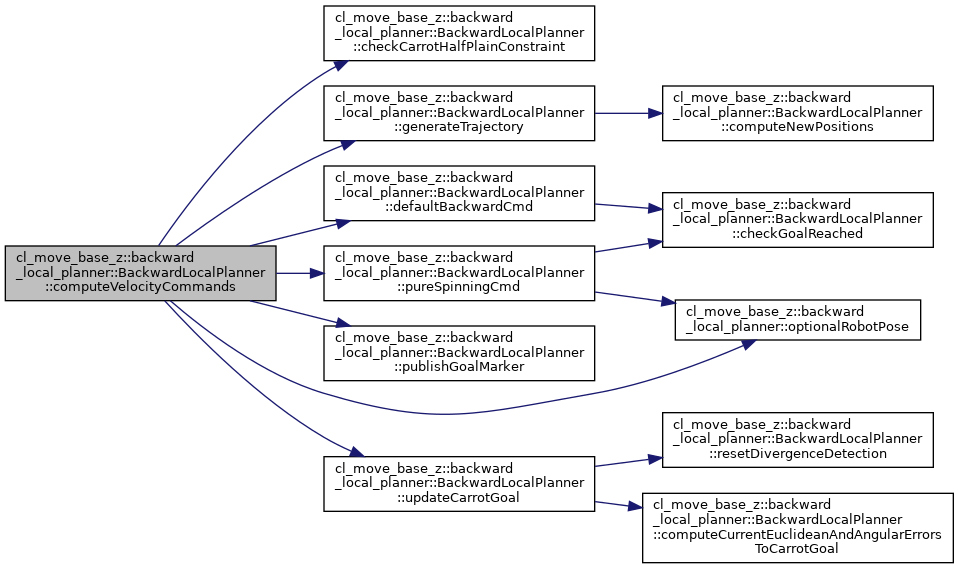 cl_move_base_z::backward
_local_planner::BackwardLocalPlanner
::computeVelocityCommands
cl_move_base_z::backward
_local_planner::BackwardLocalPlanner
::checkCarrotHalfPlainConstraint
cl_move_base_z::backward
_local_planner::BackwardLocalPlanner
::generateTrajectory
cl_move_base_z::backward
_local_planner::BackwardLocalPlanner
::defaultBackwardCmd
cl_move_base_z::backward
_local_planner::BackwardLocalPlanner
::pureSpinningCmd
cl_move_base_z::backward
_local_planner::BackwardLocalPlanner
::publishGoalMarker
cl_move_base_z::backward
_local_planner::BackwardLocalPlanner
::updateCarrotGoal
cl_move_base_z::backward
_local_planner::BackwardLocalPlanner
::computeNewPositions
cl_move_base_z::backward
_local_planner::BackwardLocalPlanner
::checkGoalReached
cl_move_base_z::backward
_local_planner::optionalRobotPose
cl_move_base_z::backward
_local_planner::BackwardLocalPlanner
::resetDivergenceDetection
cl_move_base_z::backward
_local_planner::BackwardLocalPlanner
::computeCurrentEuclideanAndAngularErrors
ToCarrotGoal